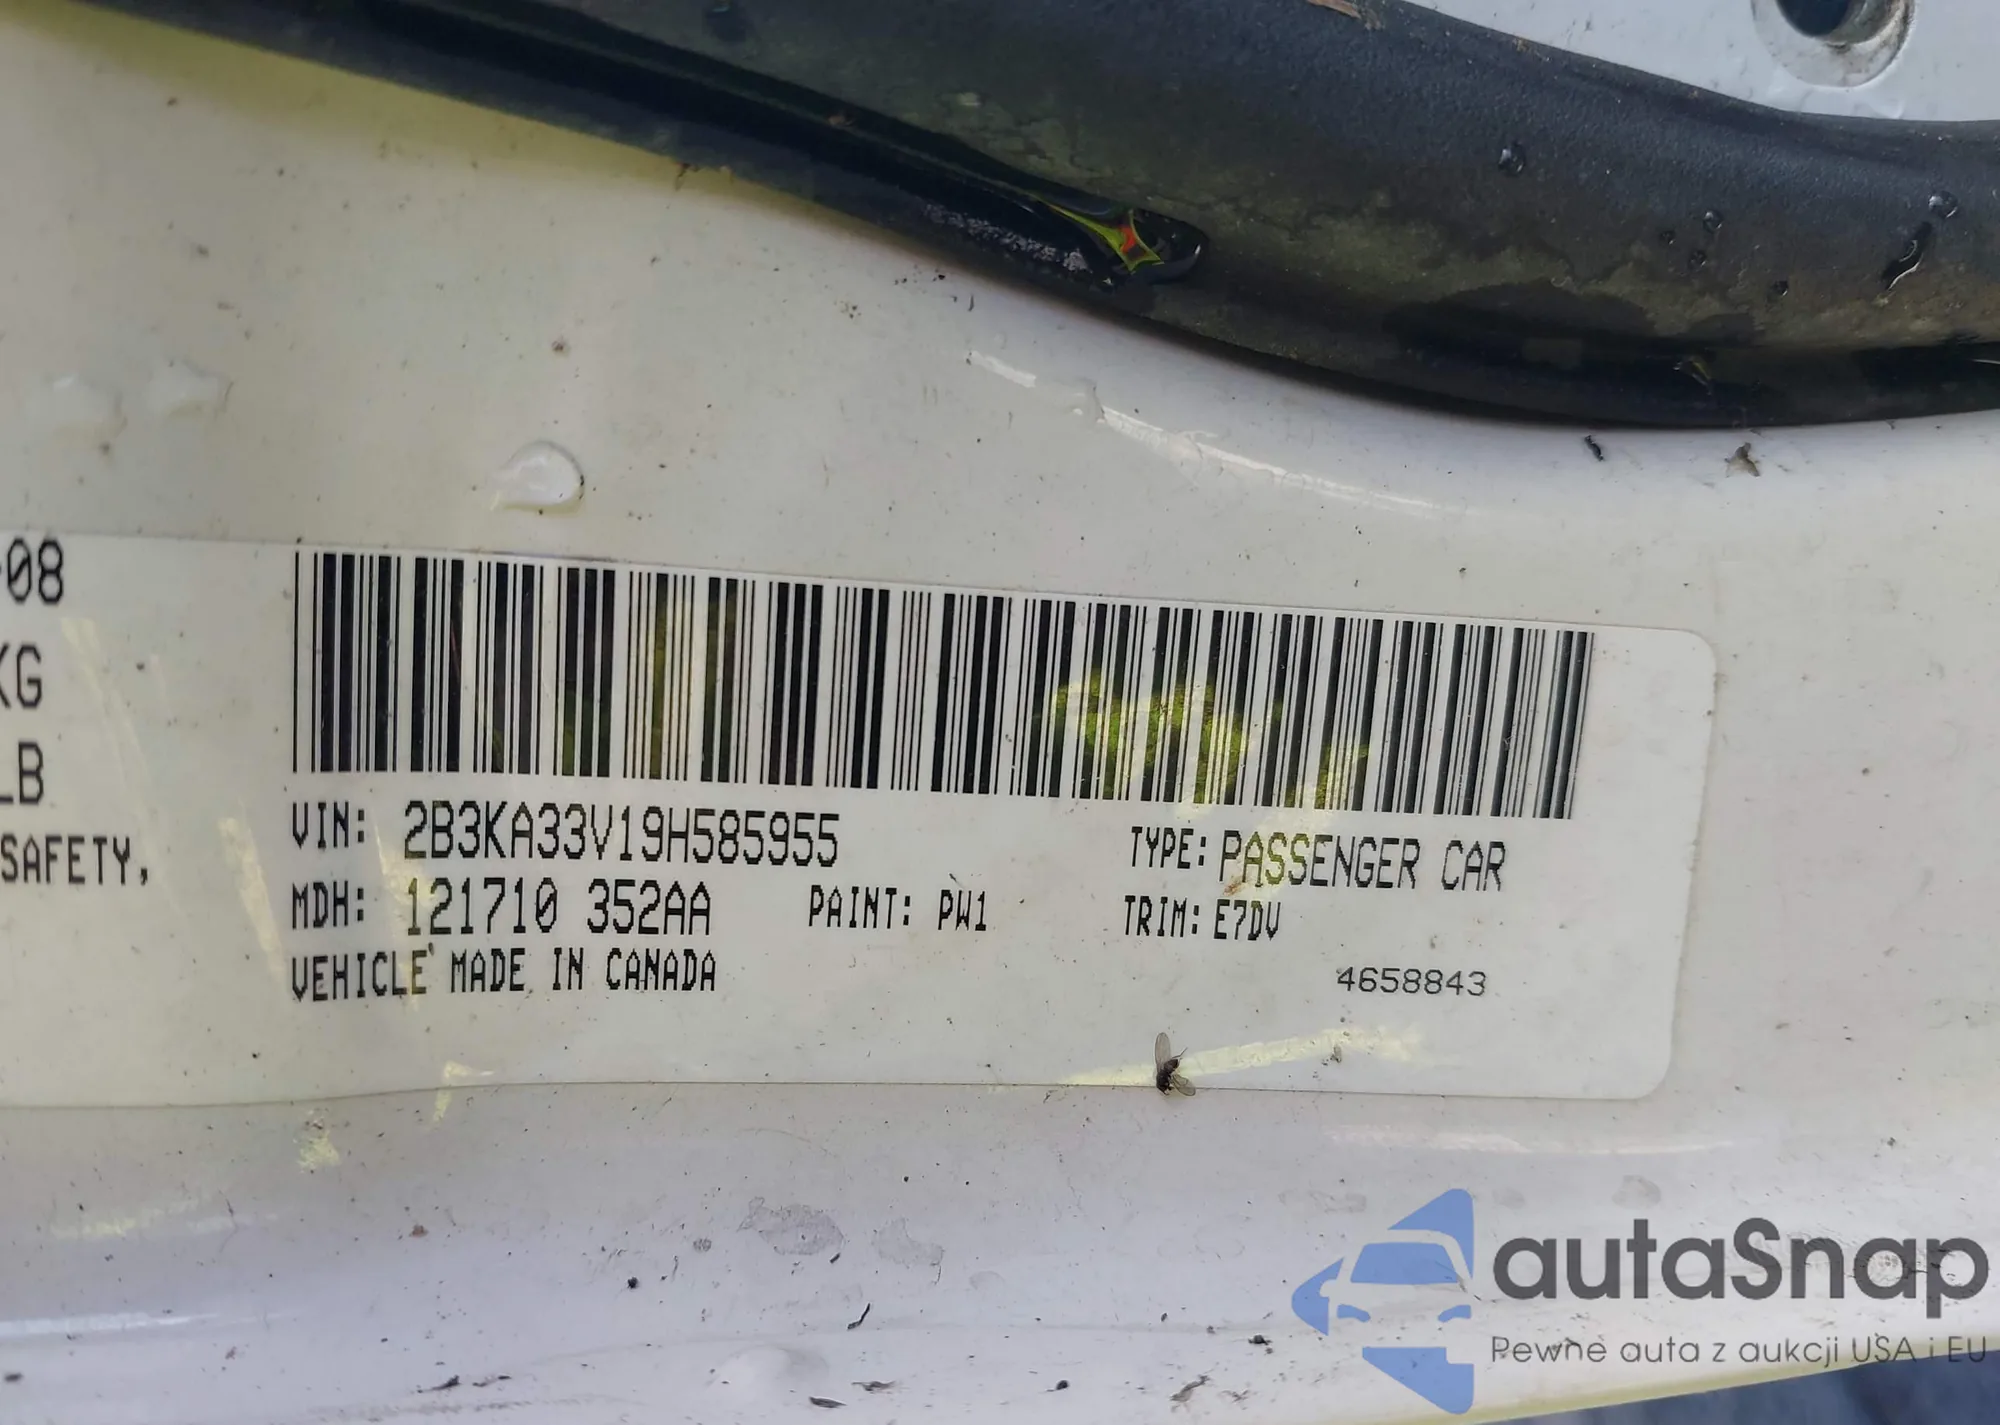 -08
KG
LB
SAFETY,
VIN: 2B3KA33V19H585955
TYPE: PASSENGER CAR
MDH: 121710 352AA
PAINT: PW1
TRIM: E7DV
VEHICLE MADE IN CANADA
4658843
autaSnap
Pewne auta z aukcji USA i EU